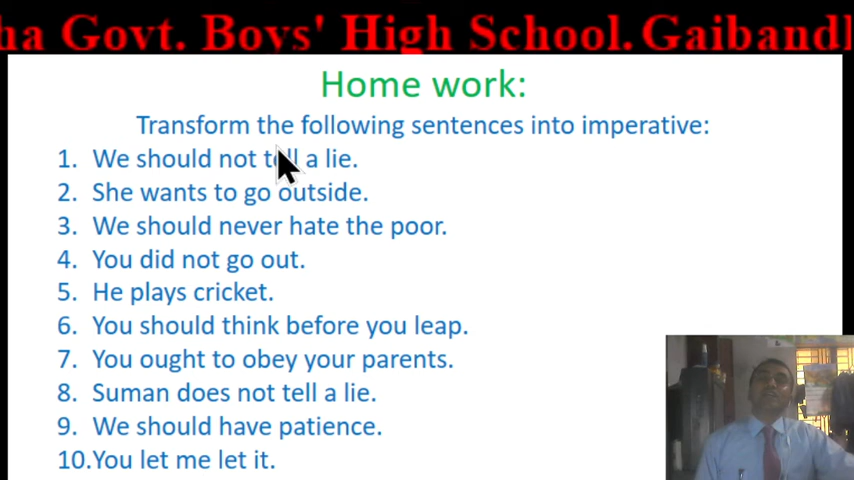 ha Govt. Boys' High School. Gaiband
Home work:
Transform the following sentences into imperative:
1. We should not tell a lie.
2. She wants to go outside.
3. We should never hate the poor.
4. You did not go out.
5. He plays cricket.
6. You should think before you leap.
7. You ought to obey your parents.
8. Suman does not tell a lie.
9. We should have patience.
10.You let me let it.